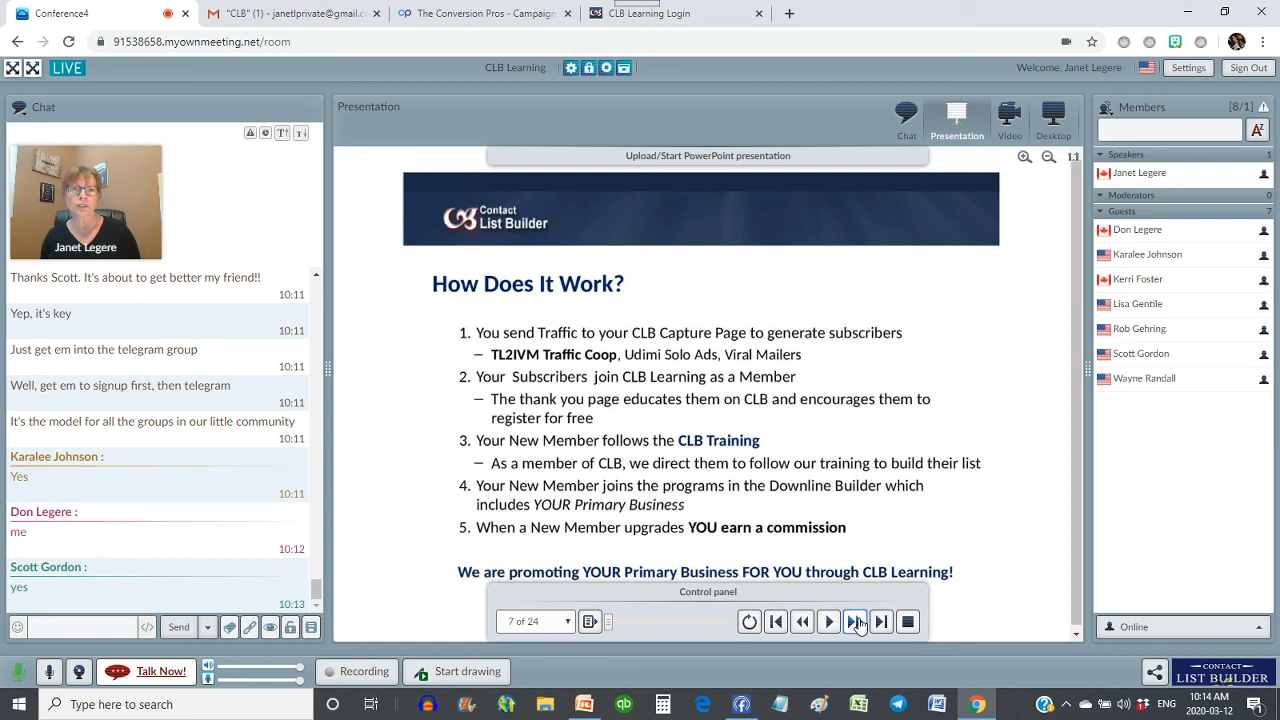 Conference4
"CLB" (1) - janetlprivate@gmail.c
The Conversion Pros - Campaign
CLB Learning Login
91538658.myownmeeting.net/room
LIVE
CLB Learning
Welcome, Janet Legere
Settings
Sign Out
Chat
Janet Legere
Thanks Scott. It's about to get better my friend!!
10:11
Yep, it's key
10:11
Just get em into the telegram group
10:11
Well, get em to signup first, then telegram
10:11
It's the model for all the groups in our little community
10:11
Karalee Johnson :
Yes
10:11
Don Legere :
me
10:12
Scott Gordon :
yes
10:13
Send
Presentation
Chat
Presentation
Video
Desktop
Upload/Start PowerPoint presentation
1:1
Contact
List Builder
How Does It Work?
1. You send Traffic to your CLB Capture Page to generate subscribers
– TL2IVM Traffic Coop, Udimi Solo Ads, Viral Mailers
2. Your Subscribers join CLB Learning as a Member
– The thank you page educates them on CLB and encourages them to
register for free
3. Your New Member follows the CLB Training
– As a member of CLB, we direct them to follow our training to build their list
4. Your New Member joins the programs in the Downline Builder which
includes YOUR Primary Business
5. When a New Member upgrades YOU earn a commission
We are promoting YOUR Primary Business FOR YOU through CLB Learning!
Control panel
7 of 24
Members
[8/1]
Speakers
1
Janet Legere
Moderators
0
Guests
7
Don Legere
Karalee Johnson
Kerri Foster
Lisa Gentile
Rob Gehring
Scott Gordon
Wayne Randall
Online
Talk Now!
Recording
Start drawing
CONTACT
LIST BUILDER
Type here to search
ENG
10:14 AM
2020-03-12